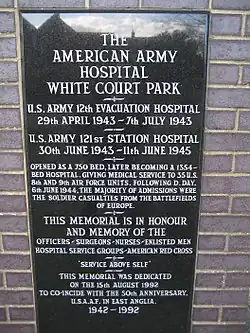 THE
AMERICAN ARMY
HOSPITAL
WHITE COURT PARK
U.S. ARMY 12th EVACUATION HOSPITAL
29th APRIL 1943 - 7th JULY 1943
U.S. ARMY 121st STATION HOSPITAL
30th JUNE 1943 - 11th JUNE 1945
OPENED AS A 750 BED, LATER BECOMING A 1354-
BED HOSPITAL. GIVING MEDICAL SERVICE TO 35 U.S.
8th AND 9th AIR FORCE UNITS. FOLLOWING D. DAY,
6th JUNE 1944, THE MAJORITY OF ADMISSIONS WERE
THE SOLDIER CASUALTIES FROM THE BATTLEFIELDS
OF EUROPE.
THIS MEMORIAL IS IN HONOUR
AND MEMORY OF THE
OFFICERS - SURGEONS - NURSES - ENLISTED MEN
HOSPITAL SERVICE GROUPS - AMERICAN RED CROSS
'SERVICE ABOVE SELF'
THIS MEMORIAL WAS DEDICATED
ON THE 15th AUGUST 1992
TO CO-INCIDE WITH THE 50th ANNIVERSARY,
U.S.A.A.F. IN EAST ANGLIA.
1942 - 1992